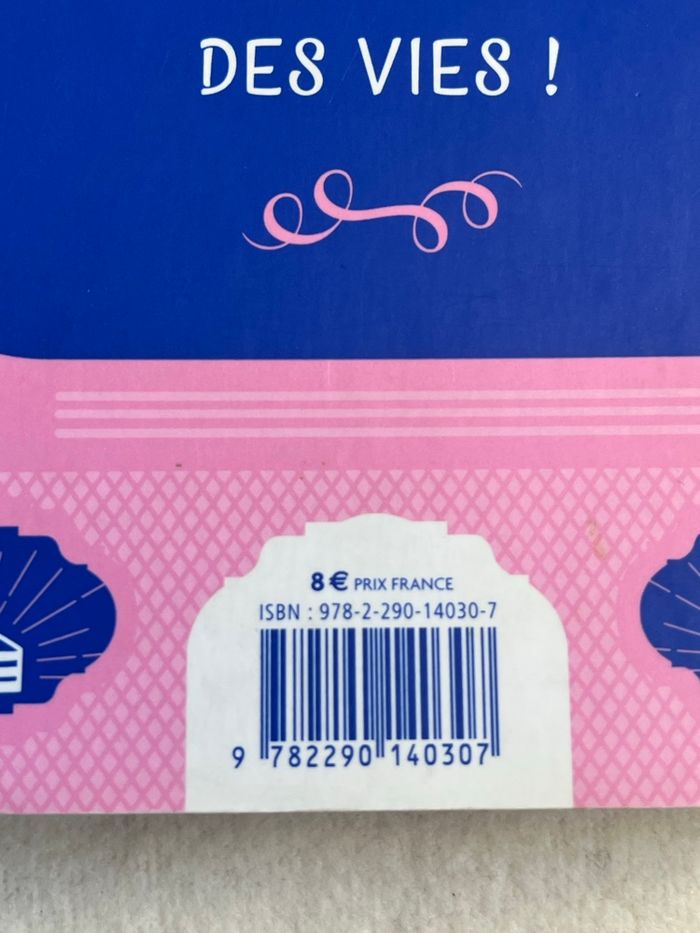 DES VIES !
8 € PRIX FRANCE
ISBN : 978-2-290-14030-7
9 782290 140307